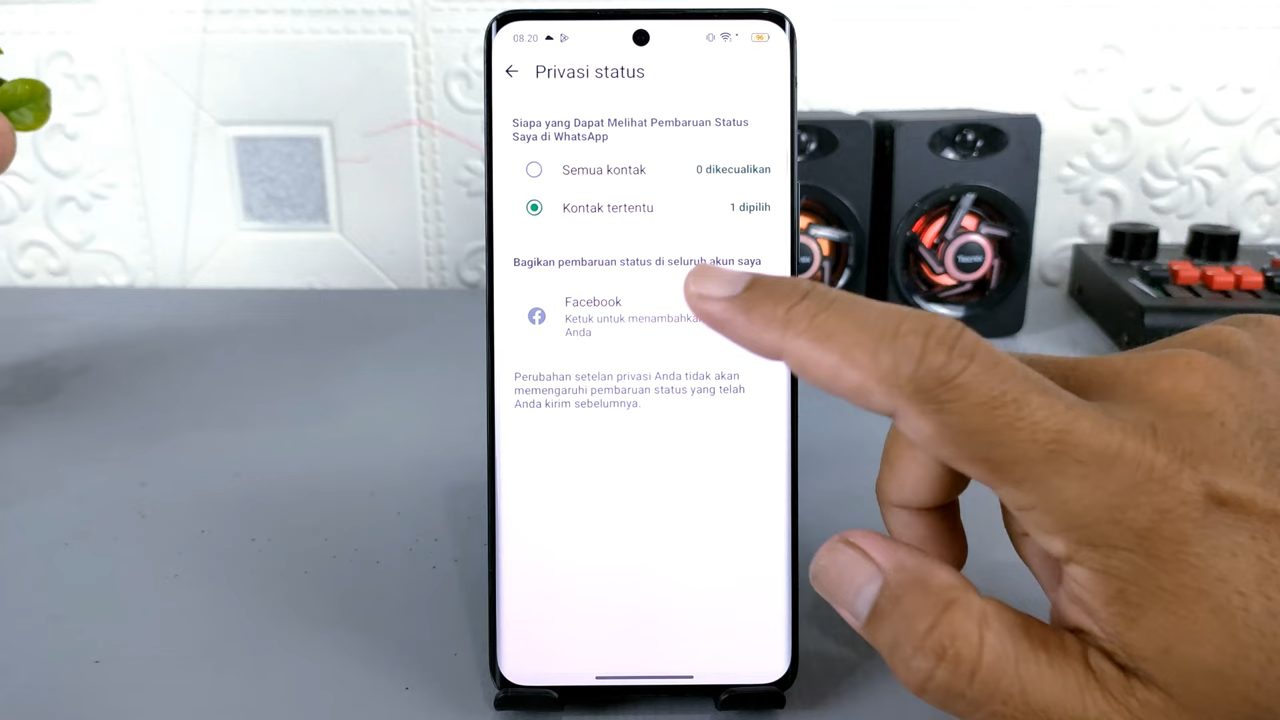 08.20
96
Privasi status
Siapa yang Dapat Melihat Pembaruan Status
Saya di WhatsApp
Semua kontak 0 dikecualikan
Kontak tertentu 1 dipilih
Bagikan pembaruan status di seluruh akun saya
Facebook
Ketuk untuk menambahkan
Anda
Perubahan setelan privasi Anda tidak akan
memengaruhi pembaruan status yang telah
Anda kirim sebelumnya.